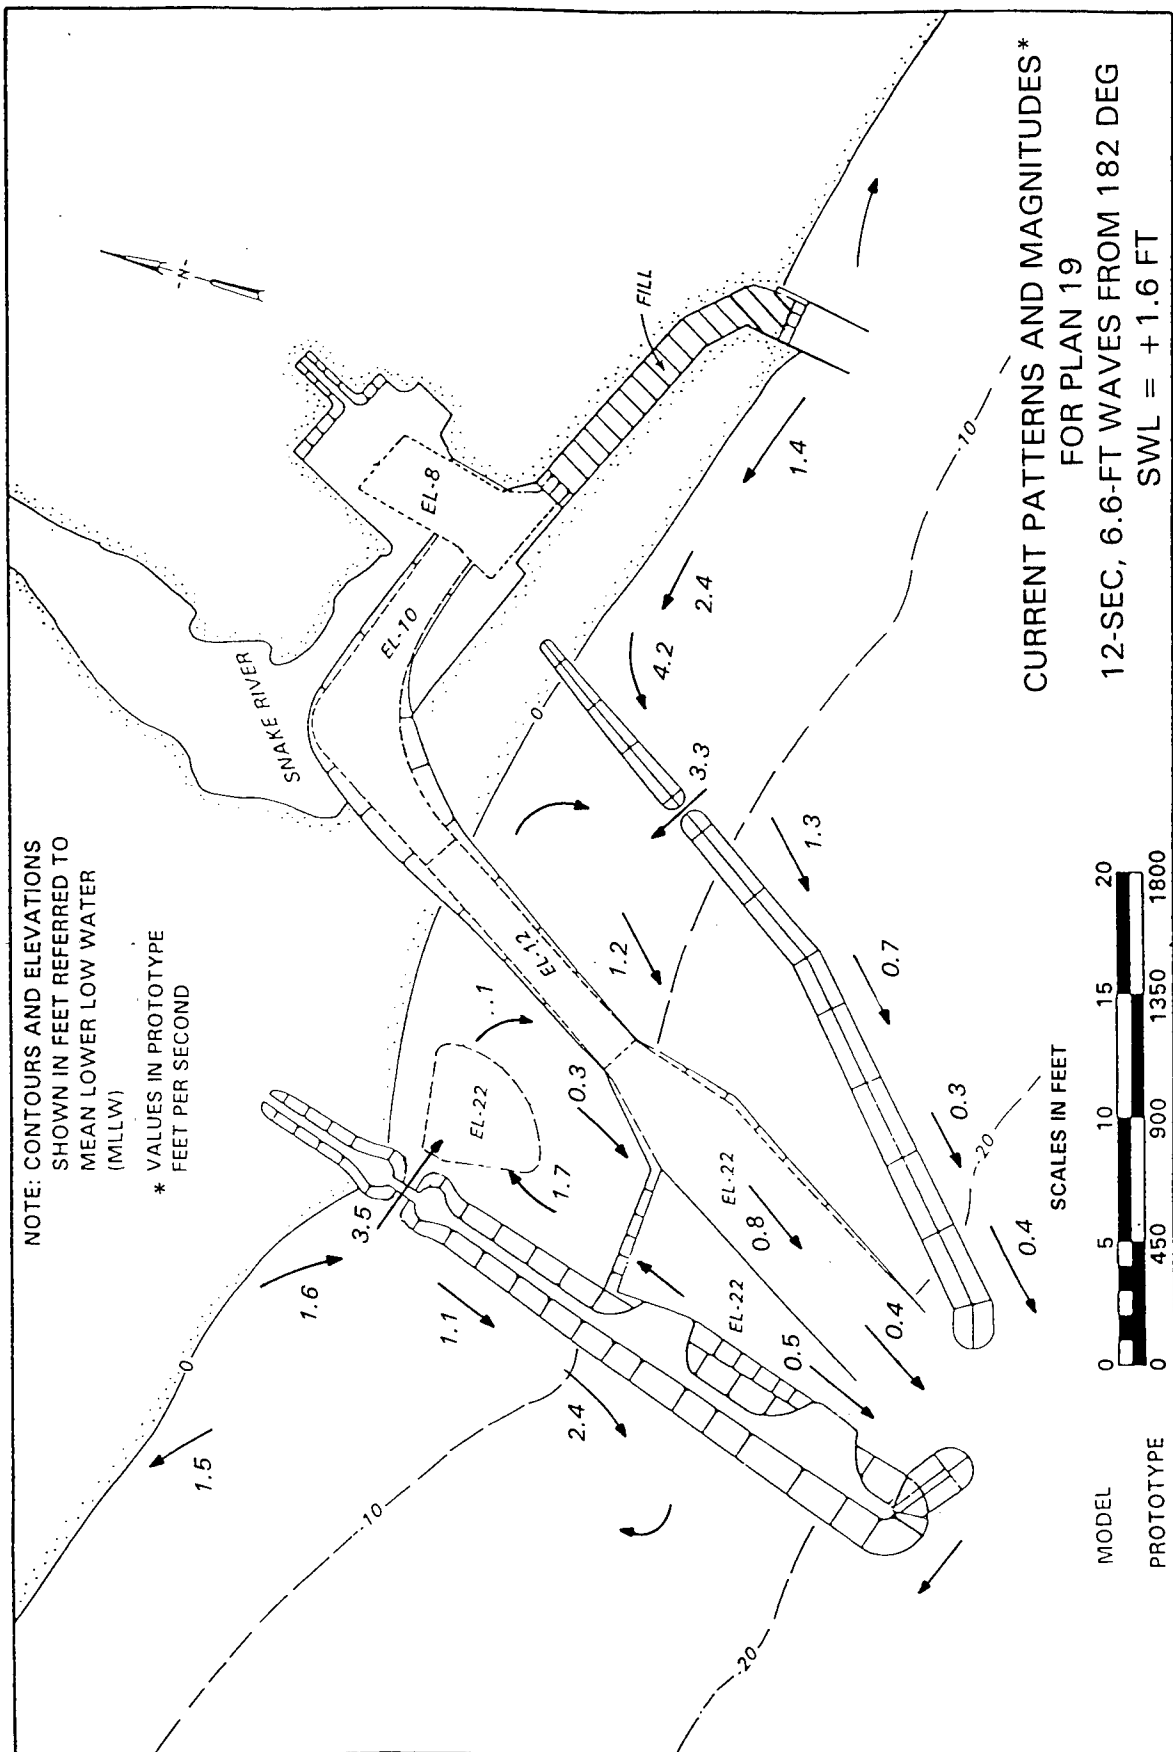 NOTE: CONTOURS AND ELEVATIONS
SHOWN IN FEET REFERRED TO
MEAN LOWER LOW WATER
(MLLW)
* VALUES IN PROTOTYPE
FEET PER SECOND
-N-
SNAKE RIVER
EL-8
EL-10
FILL
EL-12
EL-22
EL-22
EL-22
0
0
-10
-10
-20
-20
1.5
1.6
3.5
1.1
2.4
1.7
.1
0.3
1.2
0.8
0.5
0.4
3.3
4.2
2.4
1.4
1.3
0.7
0.3
0.4
CURRENT PATTERNS AND MAGNITUDES*
FOR PLAN 19
12-SEC, 6.6-FT WAVES FROM 182 DEG
SWL = +1.6 FT
SCALES IN FEET
MODEL 0 5 10 15 20
PROTOTYPE 0 450 900 1350 1800